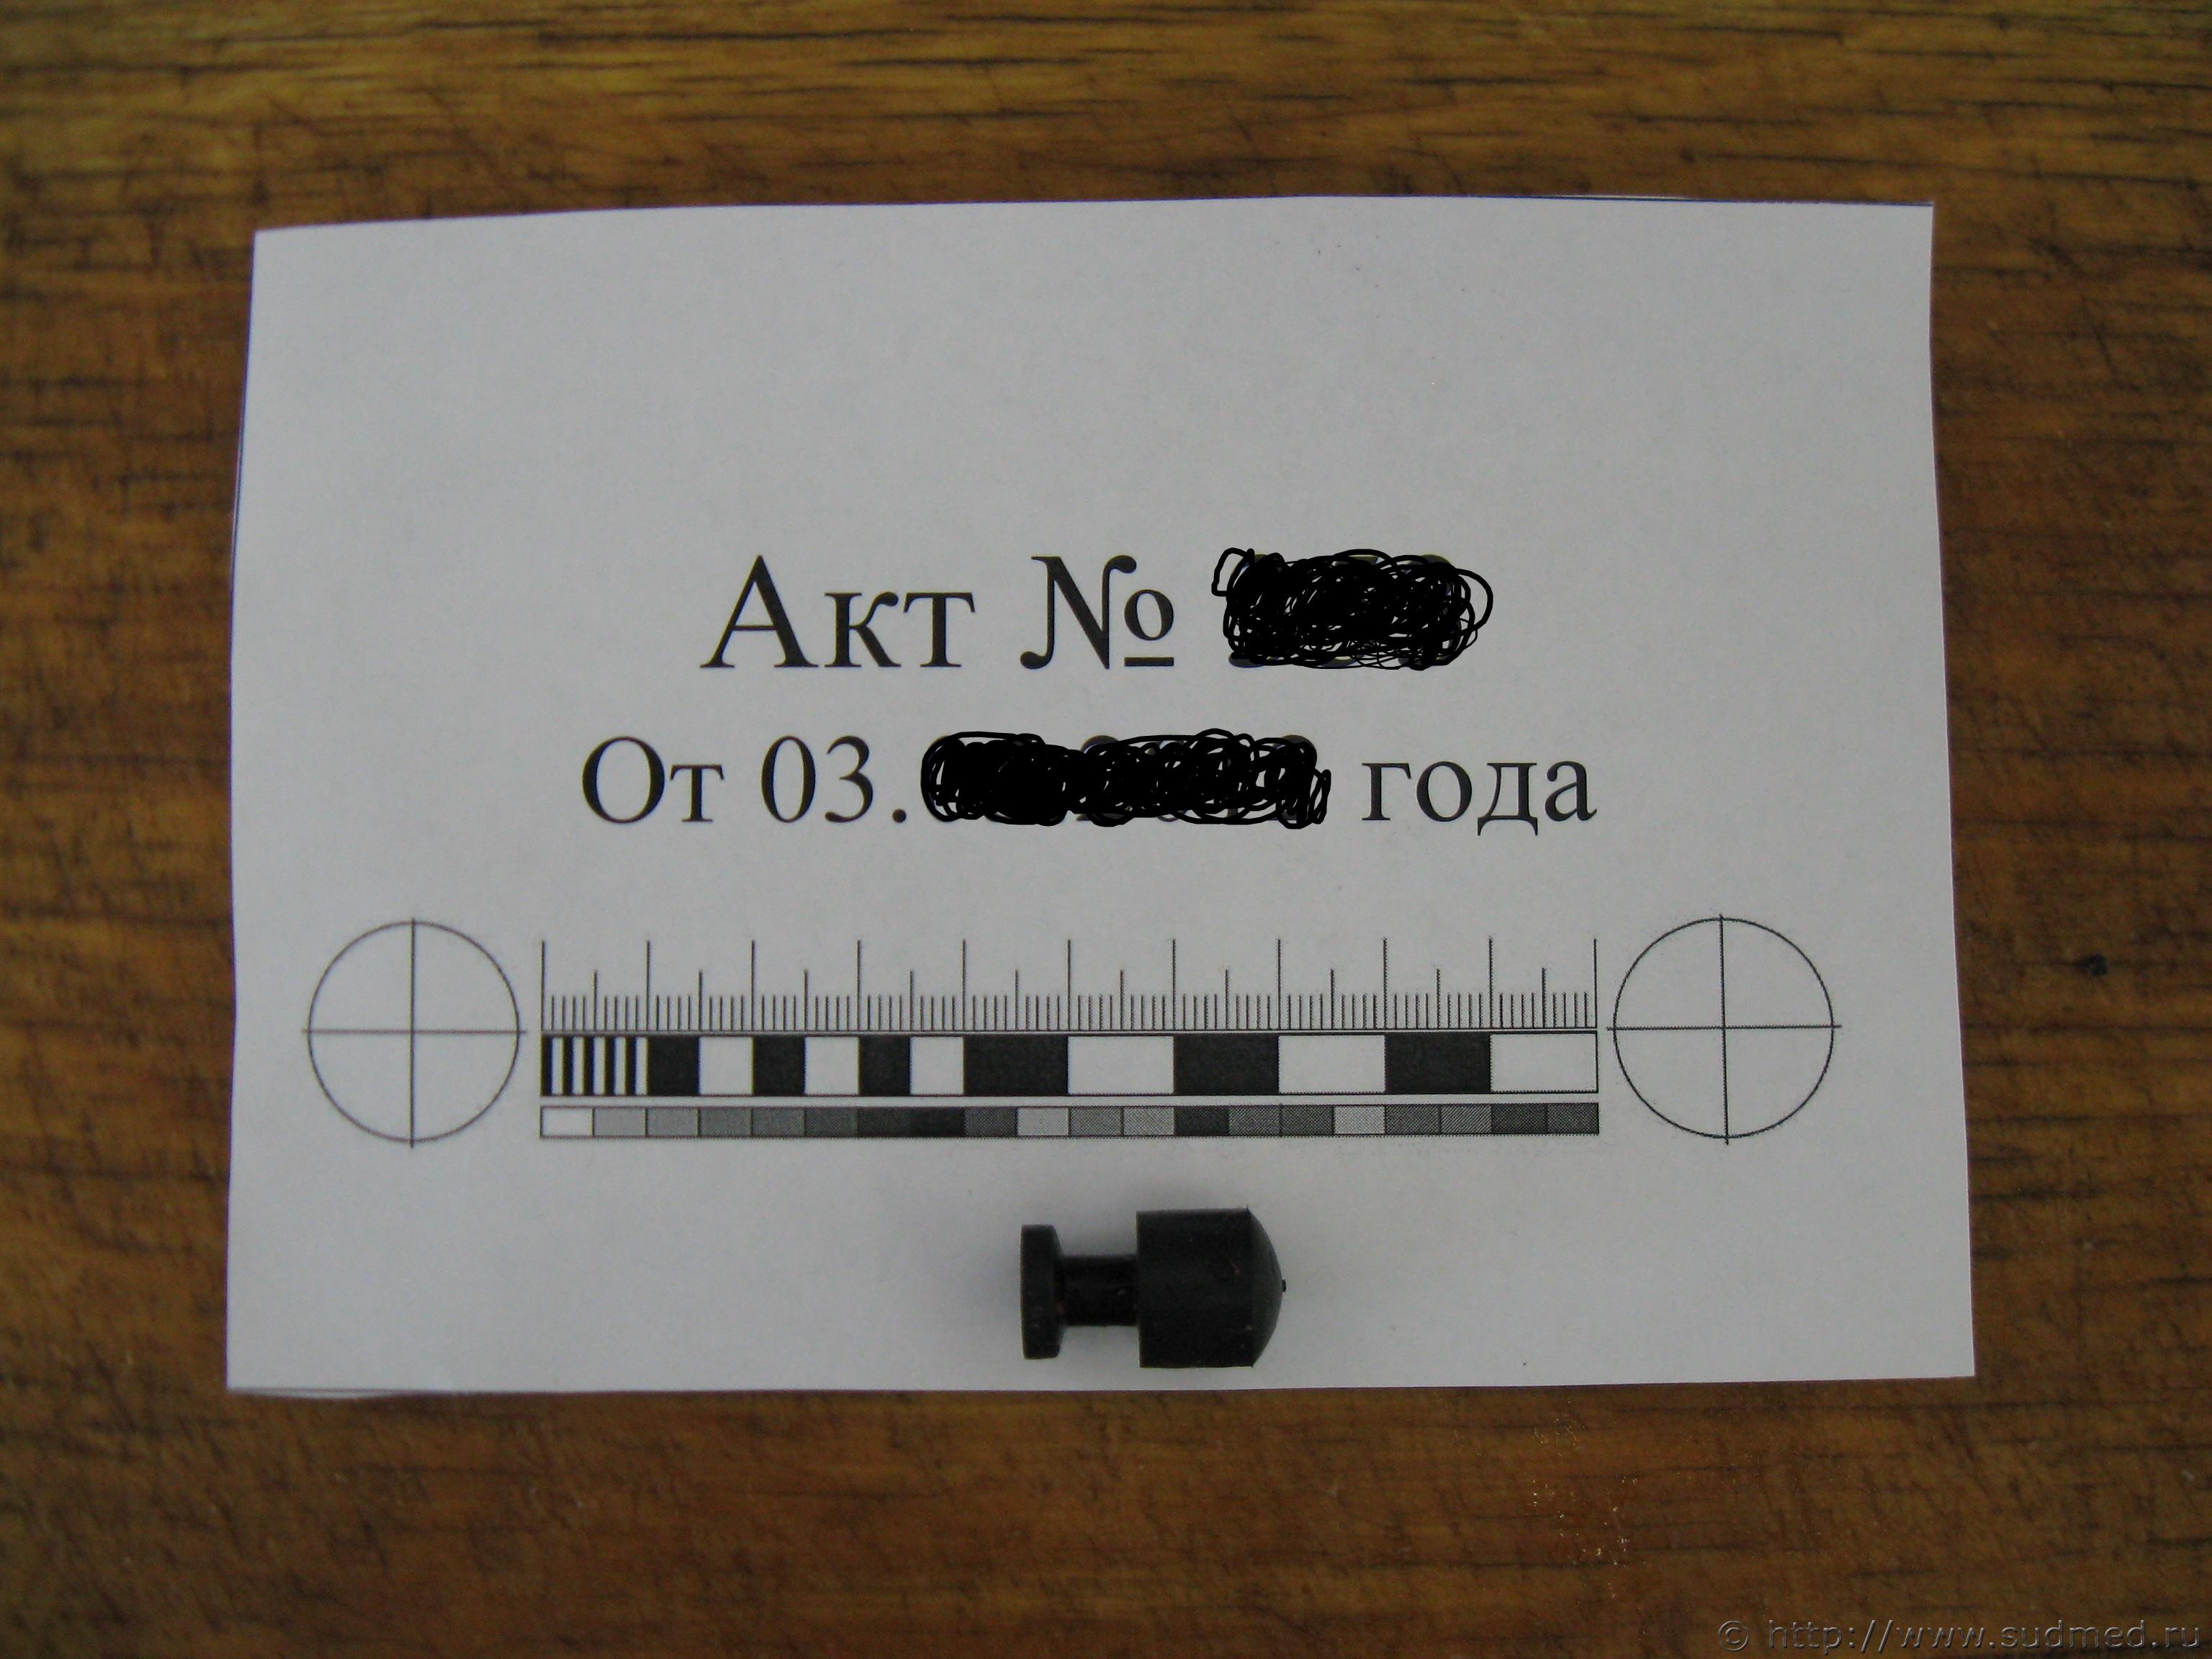 Акт №
От 03. года
© http://www.sudmed.ru